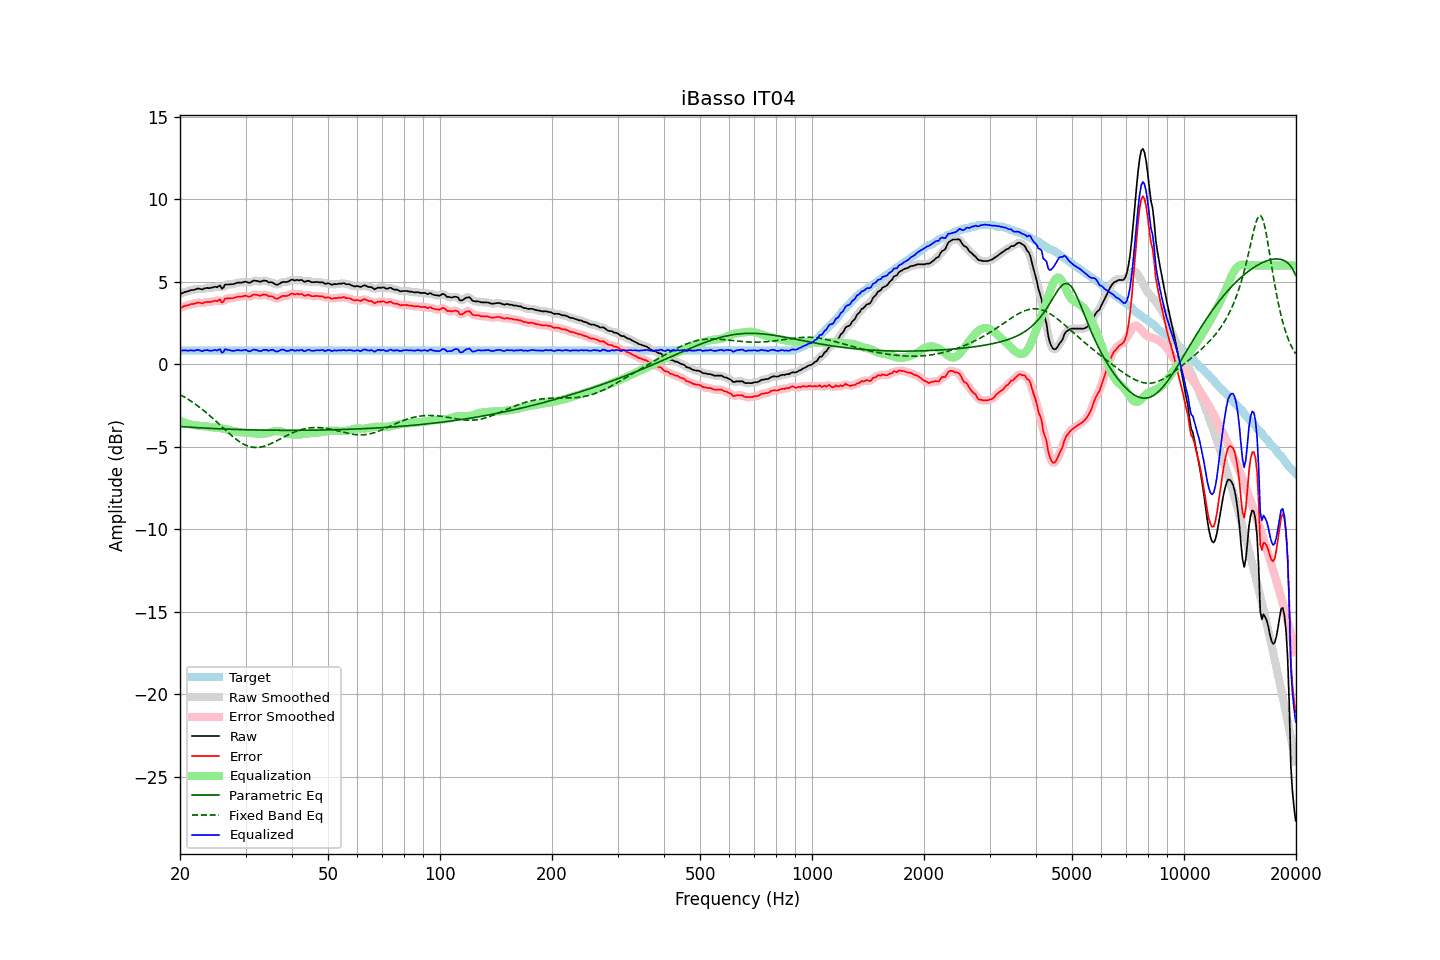 iBasso IT04
15
10
5
0
−5
−10
−15
−20
−25
Amplitude (dBr)
Target
Raw Smoothed
Error Smoothed
Raw
Error
Equalization
Parametric Eq
Fixed Band Eq
Equalized
20 50 100 200 500 1000 2000 5000 10000 20000
Frequency (Hz)